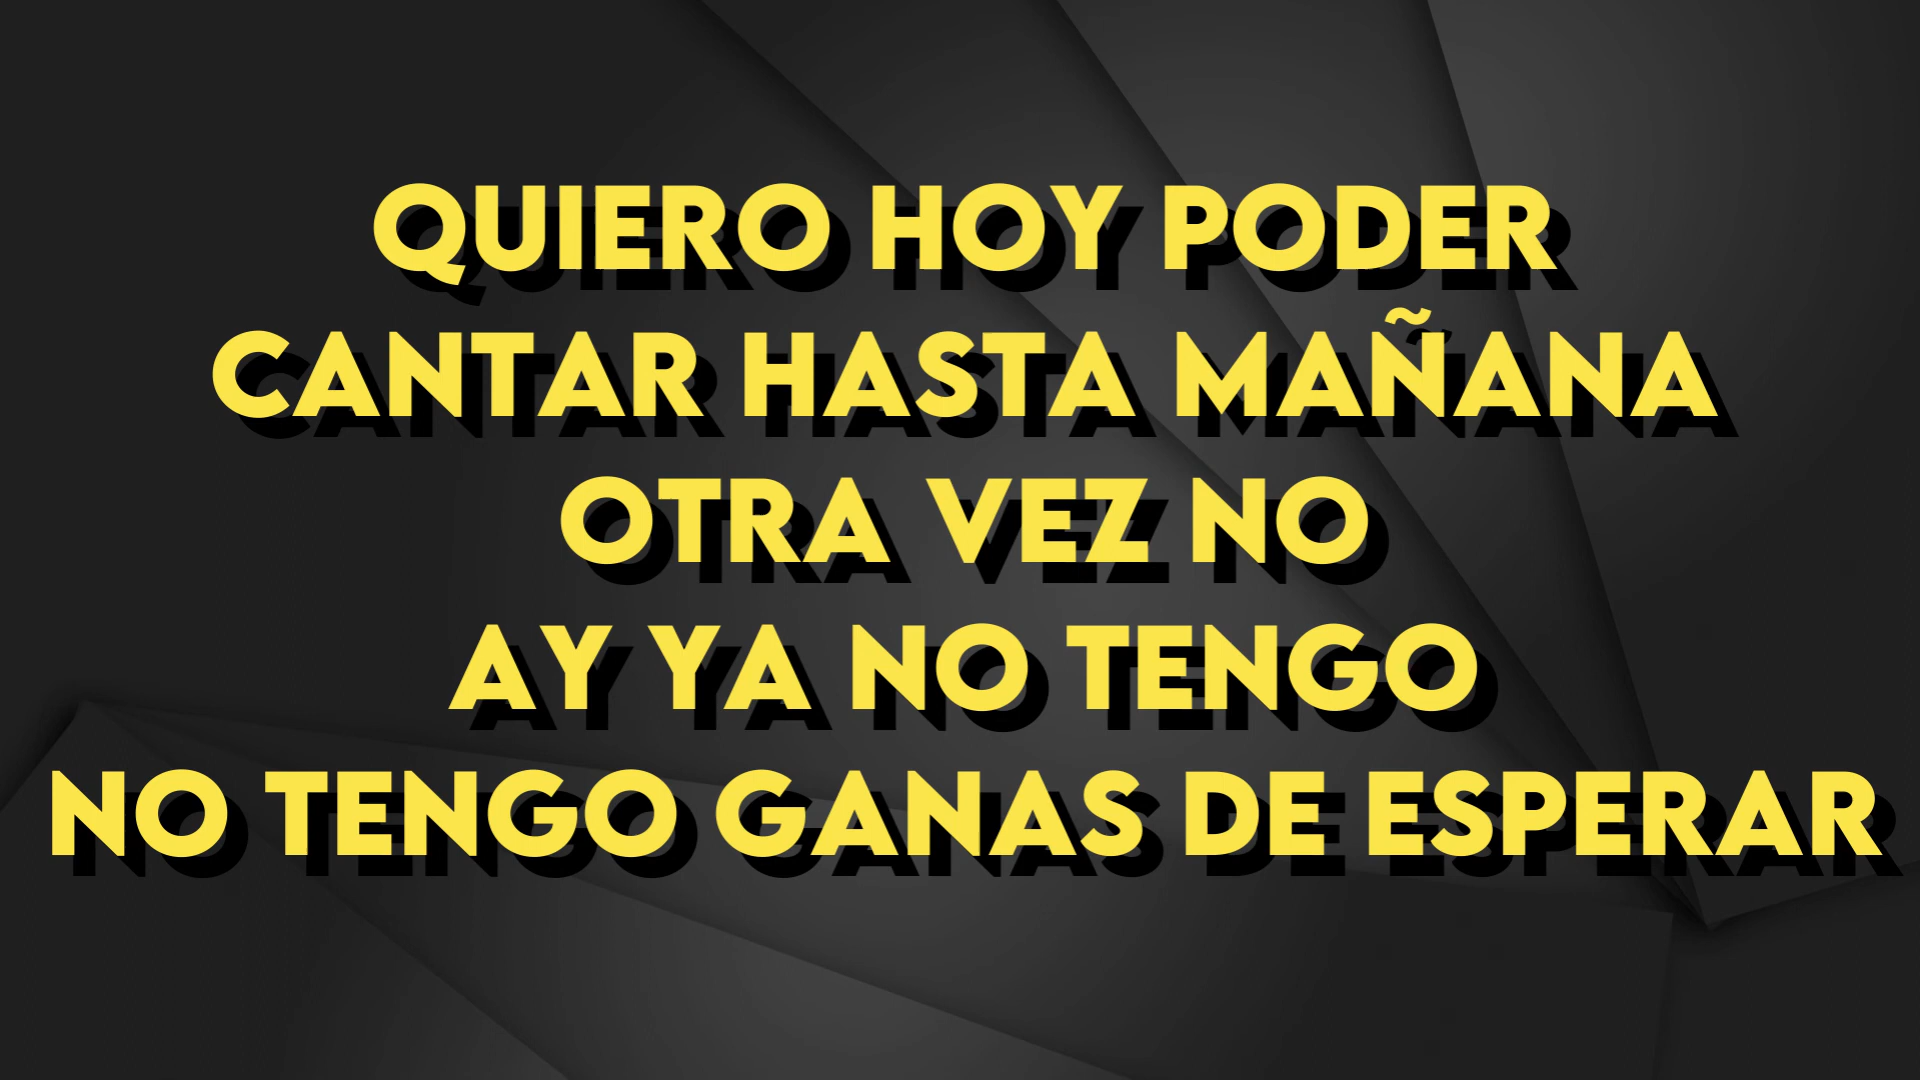 QUIERO HOY PODER
CANTAR HASTA MAÑANA
OTRA VEZ NO
AY YA NO TENGO
NO TENGO GANAS DE ESPERAR